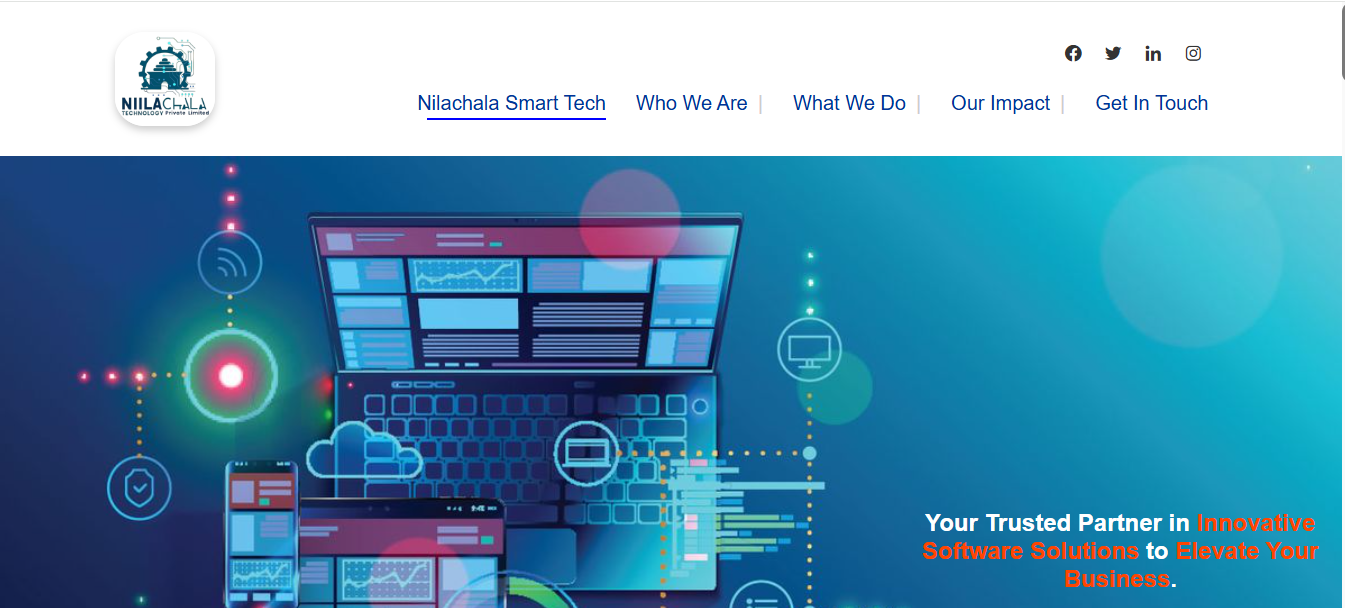 NIILACHALA
TECHNOLOGY Private Limited
Nilachala Smart Tech Who We Are | What We Do | Our Impact | Get In Touch
Your Trusted Partner in Innovative
Software Solutions to Elevate Your
Business.